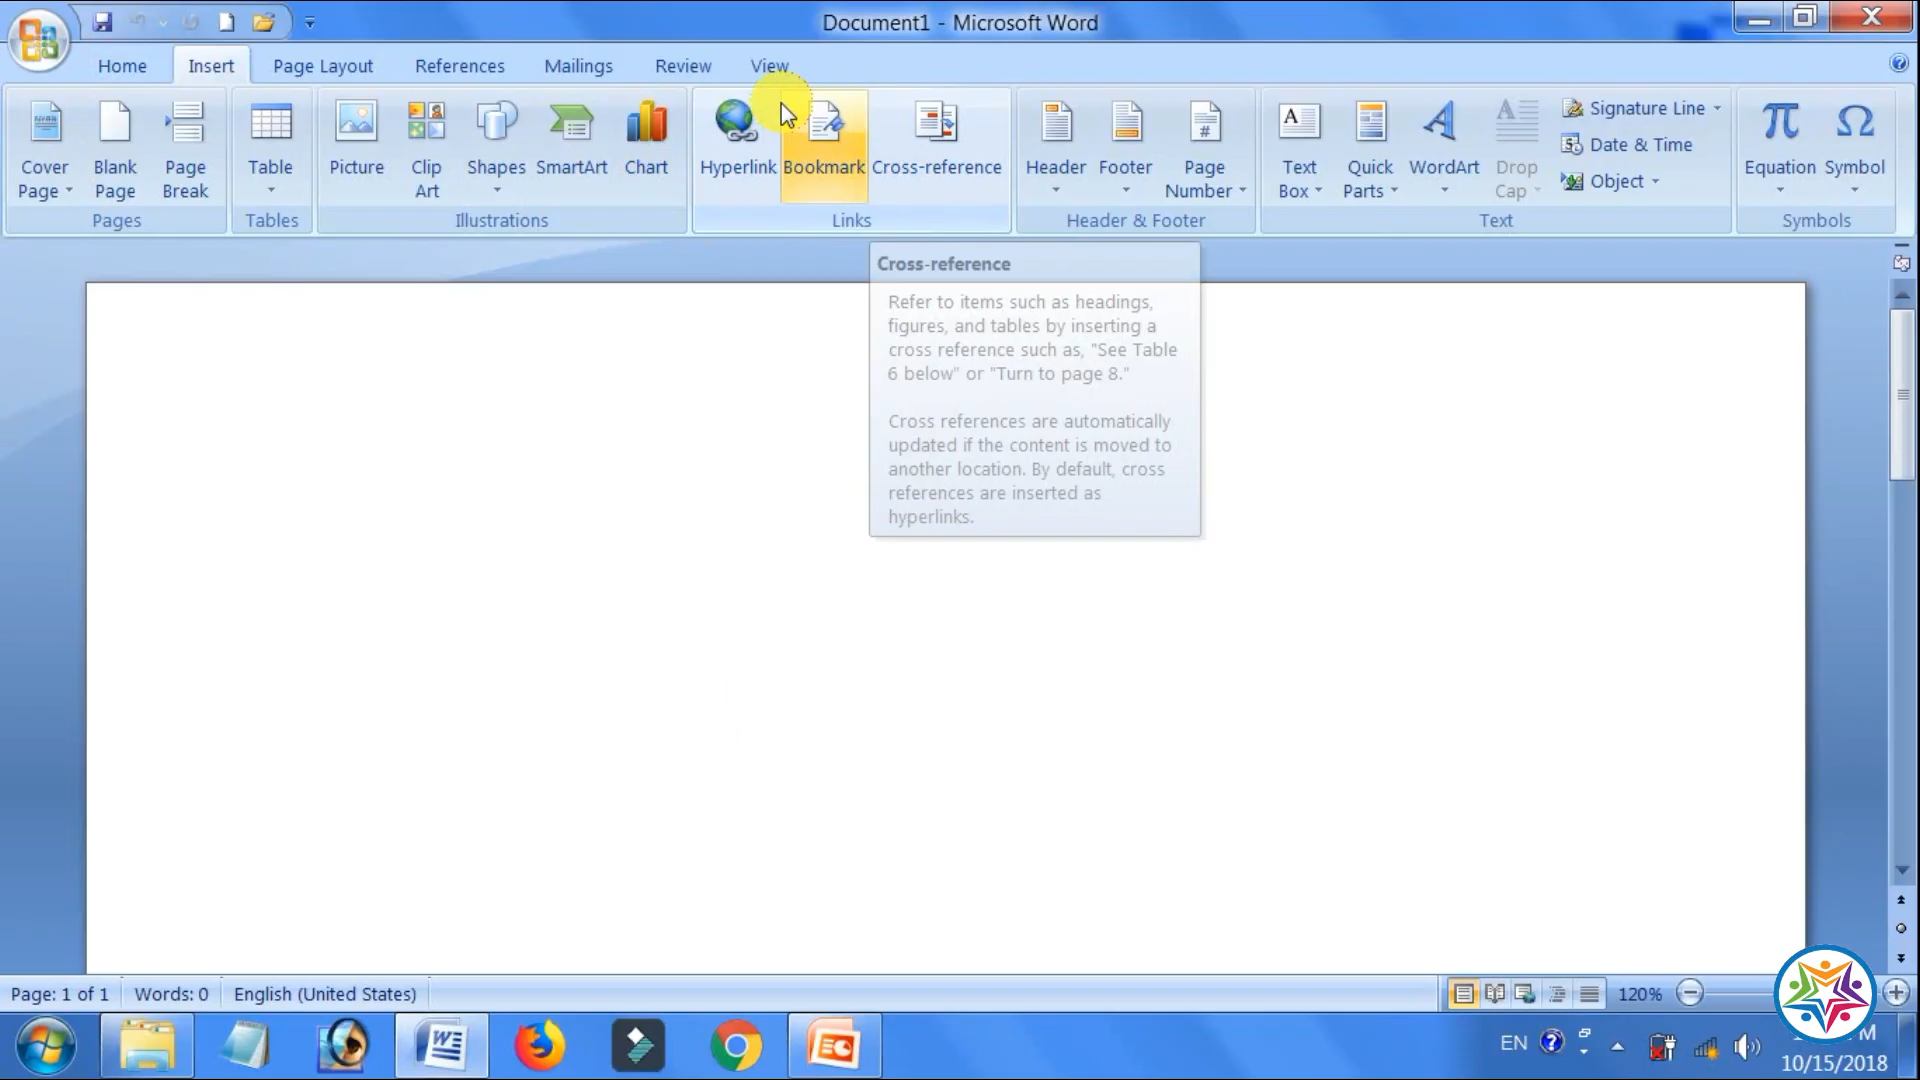 Document1 - Microsoft Word
Home Insert Page Layout References Mailings Review View
Cover Page
Blank Page
Page Break
Pages
Table
Tables
Picture
Clip Art
Shapes
SmartArt
Chart
Illustrations
Hyperlink
Bookmark
Cross-reference
Links
Header
Footer
Page Number
#
Header & Footer
A
Text Box
Quick Parts
A
WordArt
A
Drop Cap
Signature Line
Date & Time
Object
Text
π
Equation
Ω
Symbol
Symbols
Cross-reference
Refer to items such as headings,
figures, and tables by inserting a
cross reference such as, "See Table
6 below" or "Turn to page 8."
Cross references are automatically
updated if the content is moved to
another location. By default, cross
references are inserted as
hyperlinks.
Page: 1 of 1 Words: 0 English (United States) 120%
EN
M
10/15/2018